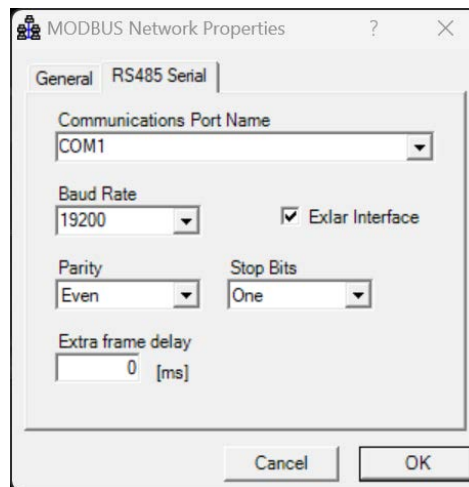 MODBUS Network Properties ?
General RS485 Serial
Communications Port Name
COM1
Baud Rate
19200 Exlar Interface
Parity Stop Bits
Even One
Extra frame delay
0 [ms]
Cancel OK